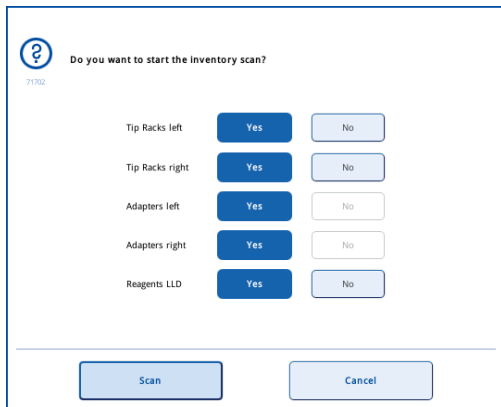 Do you want to start the inventory scan?
71702
Tip Racks left Yes No
Tip Racks right Yes No
Adapters left Yes No
Adapters right Yes No
Reagents LLD Yes No
Scan Cancel